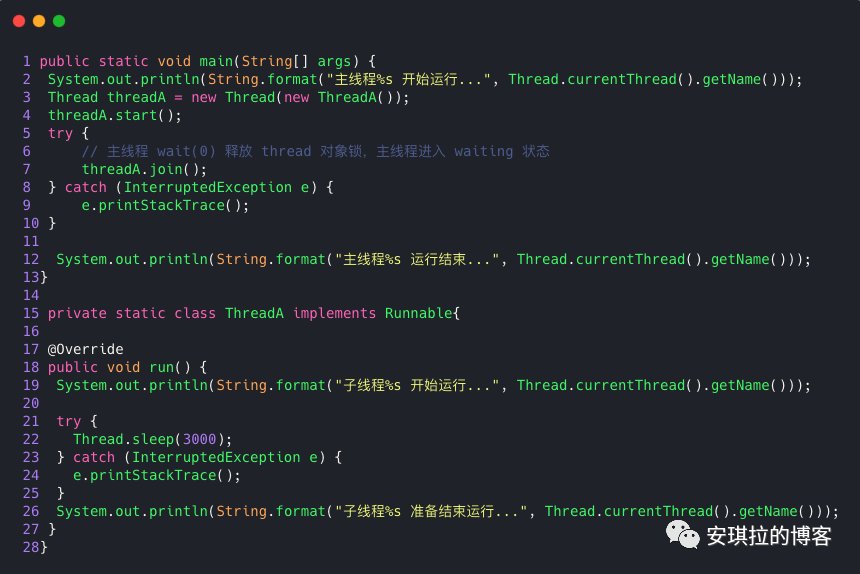 1 public static void main(String[] args) {
2 System.out.println(String.format("主线程%s 开始运行...", Thread.currentThread().getName()));
3 Thread threadA = new Thread(new ThreadA());
4 threadA.start();
5 try {
6 // 主线程 wait(0) 释放 thread 对象锁，主线程进入 waiting 状态
7 threadA.join();
8 } catch (InterruptedException e) {
9 e.printStackTrace();
10 }
11
12 System.out.println(String.format("主线程%s 运行结束...", Thread.currentThread().getName()));
13}
14
15 private static class ThreadA implements Runnable{
16
17 @Override
18 public void run() {
19 System.out.println(String.format("子线程%s 开始运行...", Thread.currentThread().getName()));
20
21 try {
22 Thread.sleep(3000);
23 } catch (InterruptedException e) {
24 e.printStackTrace();
25 }
26 System.out.println(String.format("子线程%s 准备结束运行...", Thread.currentThread().getName()));
27 }
28}
安琪拉的博客